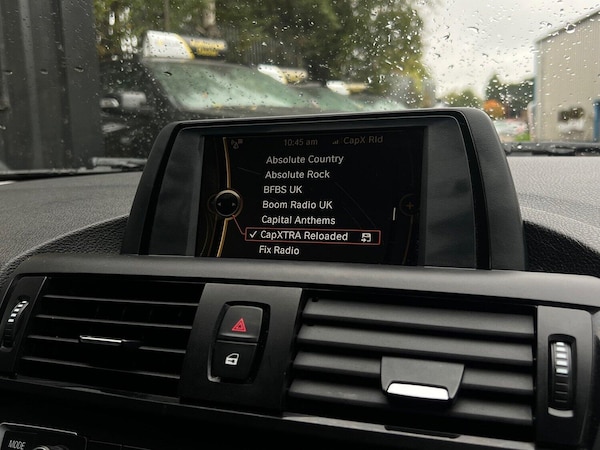 10:45 am CapX Rld
Absolute Country
Absolute Rock
BFBS UK
Boom Radio UK
Capital Anthems
✓ CapXTRA Reloaded
Fix Radio
MODE